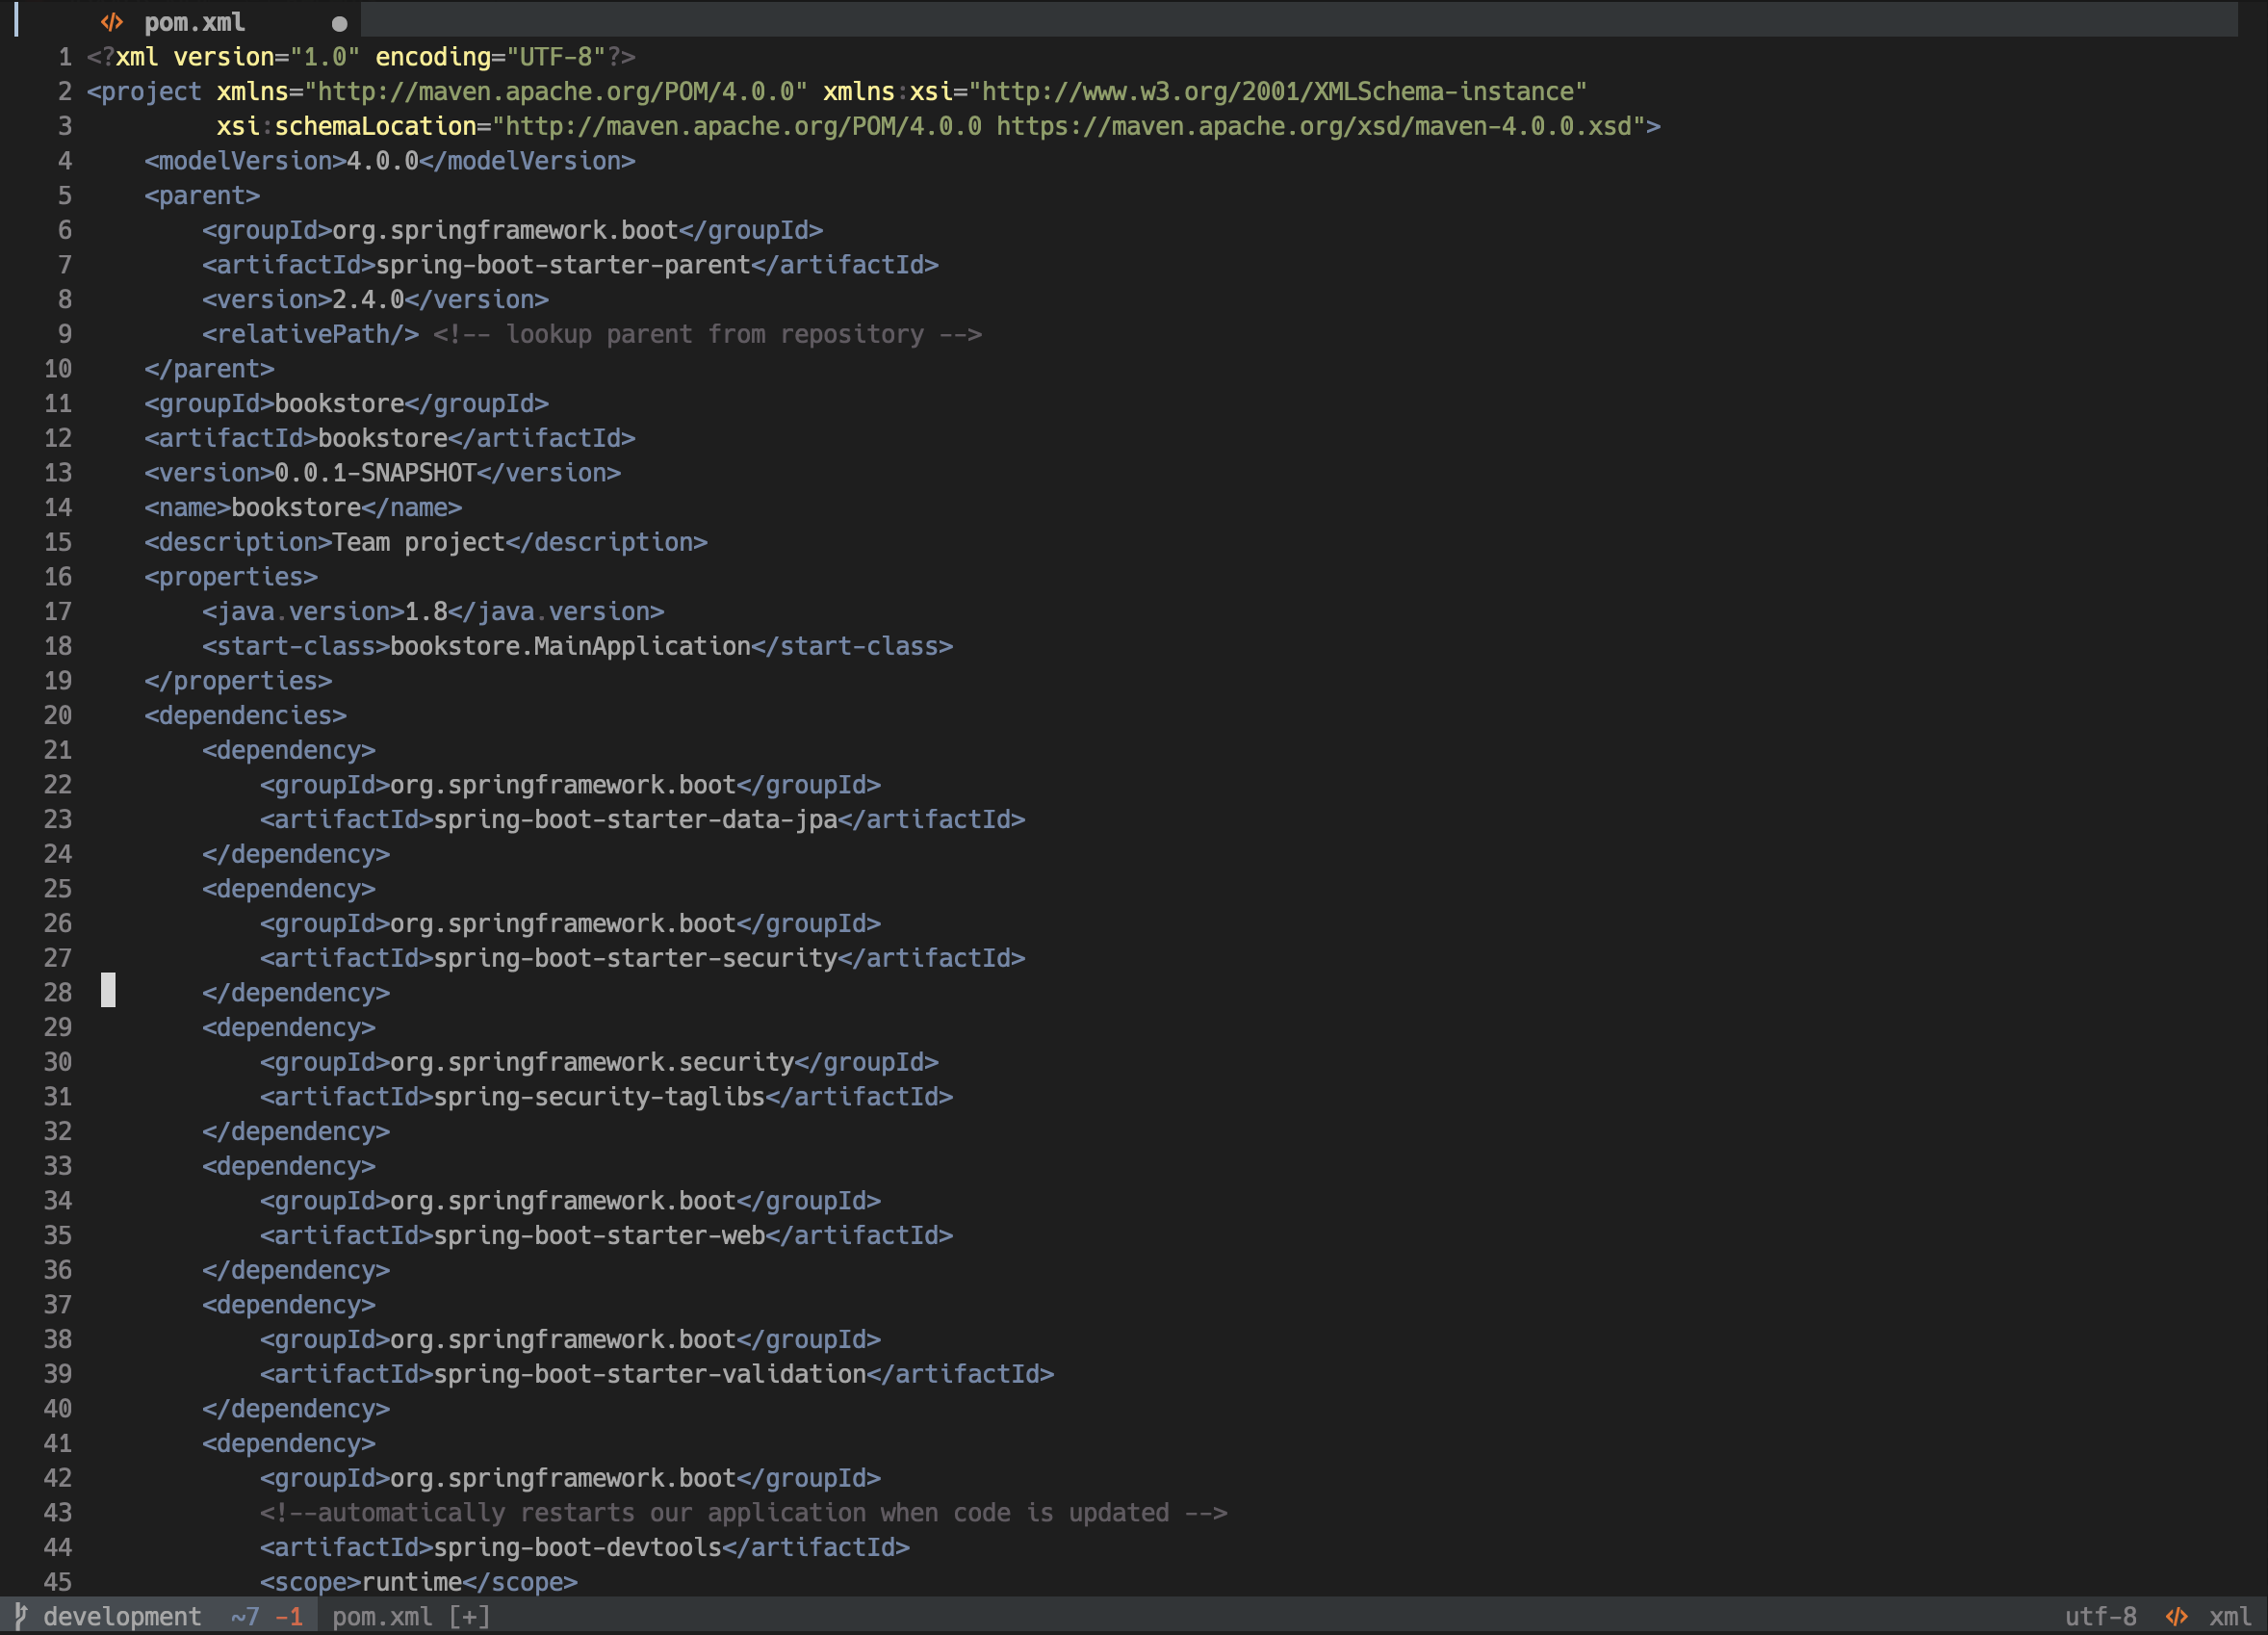 pom.xml
1 <?xml version="1.0" encoding="UTF-8"?>
2 <project xmlns="http://maven.apache.org/POM/4.0.0" xmlns:xsi="http://www.w3.org/2001/XMLSchema-instance"
3          xsi:schemaLocation="http://maven.apache.org/POM/4.0.0 https://maven.apache.org/xsd/maven-4.0.0.xsd">
4     <modelVersion>4.0.0</modelVersion>
5     <parent>
6         <groupId>org.springframework.boot</groupId>
7         <artifactId>spring-boot-starter-parent</artifactId>
8         <version>2.4.0</version>
9         <relativePath/> <!-- lookup parent from repository -->
10     </parent>
11     <groupId>bookstore</groupId>
12     <artifactId>bookstore</artifactId>
13     <version>0.0.1-SNAPSHOT</version>
14     <name>bookstore</name>
15     <description>Team project</description>
16     <properties>
17         <java.version>1.8</java.version>
18         <start-class>bookstore.MainApplication</start-class>
19     </properties>
20     <dependencies>
21         <dependency>
22             <groupId>org.springframework.boot</groupId>
23             <artifactId>spring-boot-starter-data-jpa</artifactId>
24         </dependency>
25         <dependency>
26             <groupId>org.springframework.boot</groupId>
27             <artifactId>spring-boot-starter-security</artifactId>
28         </dependency>
29         <dependency>
30             <groupId>org.springframework.security</groupId>
31             <artifactId>spring-security-taglibs</artifactId>
32         </dependency>
33         <dependency>
34             <groupId>org.springframework.boot</groupId>
35             <artifactId>spring-boot-starter-web</artifactId>
36         </dependency>
37         <dependency>
38             <groupId>org.springframework.boot</groupId>
39             <artifactId>spring-boot-starter-validation</artifactId>
40         </dependency>
41         <dependency>
42             <groupId>org.springframework.boot</groupId>
43             <!--automatically restarts our application when code is updated -->
44             <artifactId>spring-boot-devtools</artifactId>
45             <scope>runtime</scope>
development ~7 -1 pom.xml [+] utf-8 xml